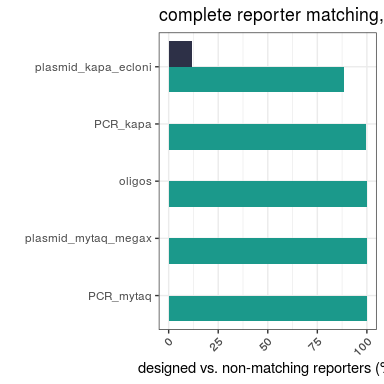 complete reporter matching,
plasmid_kapa_ecloni
PCR_kapa
oligos
plasmid_mytaq_megax
PCR_mytaq
0 25 50 75 100
designed vs. non-matching reporters (%